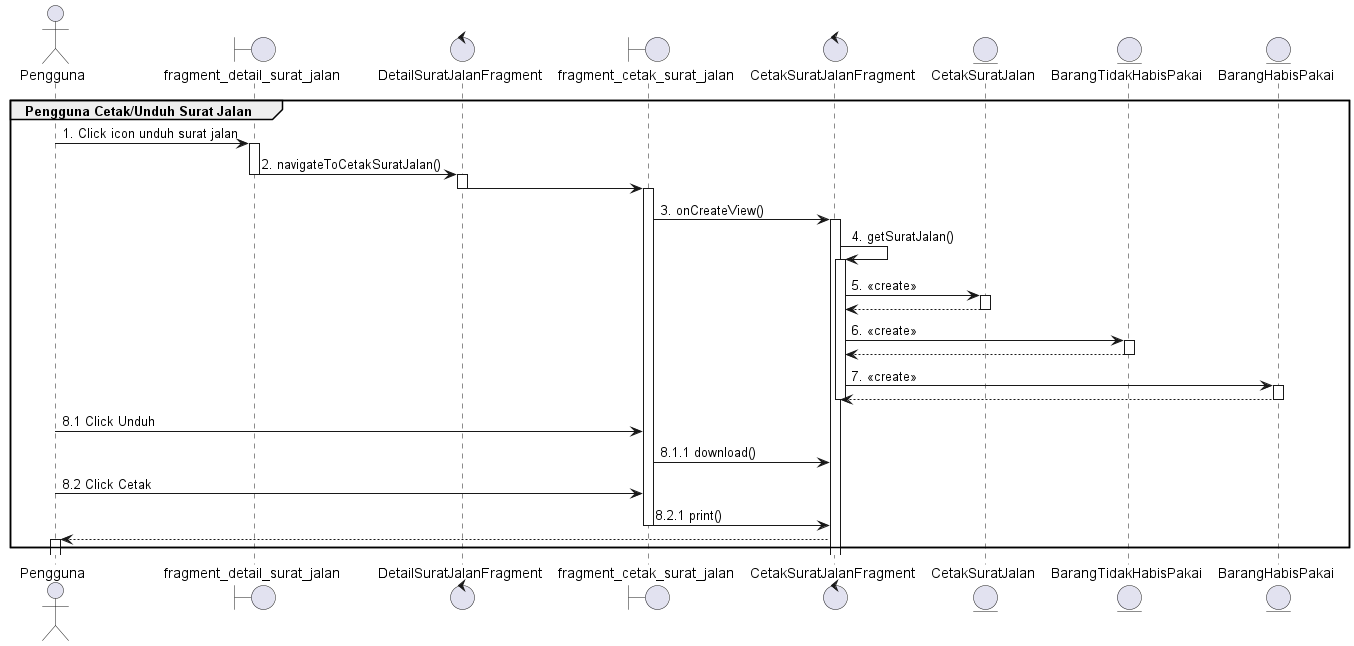 Pengguna
fragment_detail_surat_jalan
DetailSuratJalanFragment
fragment_cetak_surat_jalan
CetakSuratJalanFragment
CetakSuratJalan
BarangTidakHabisPakai
BarangHabisPakai
Pengguna Cetak/Unduh Surat Jalan
1. Click icon unduh surat jalan
2. navigateToCetakSuratJalan()
3. onCreateView()
4. getSuratJalan()
5. «create»
6. «create»
7. «create»
8.1 Click Unduh
8.1.1 download()
8.2 Click Cetak
8.2.1 print()
Pengguna
fragment_detail_surat_jalan
DetailSuratJalanFragment
fragment_cetak_surat_jalan
CetakSuratJalanFragment
CetakSuratJalan
BarangTidakHabisPakai
BarangHabisPakai